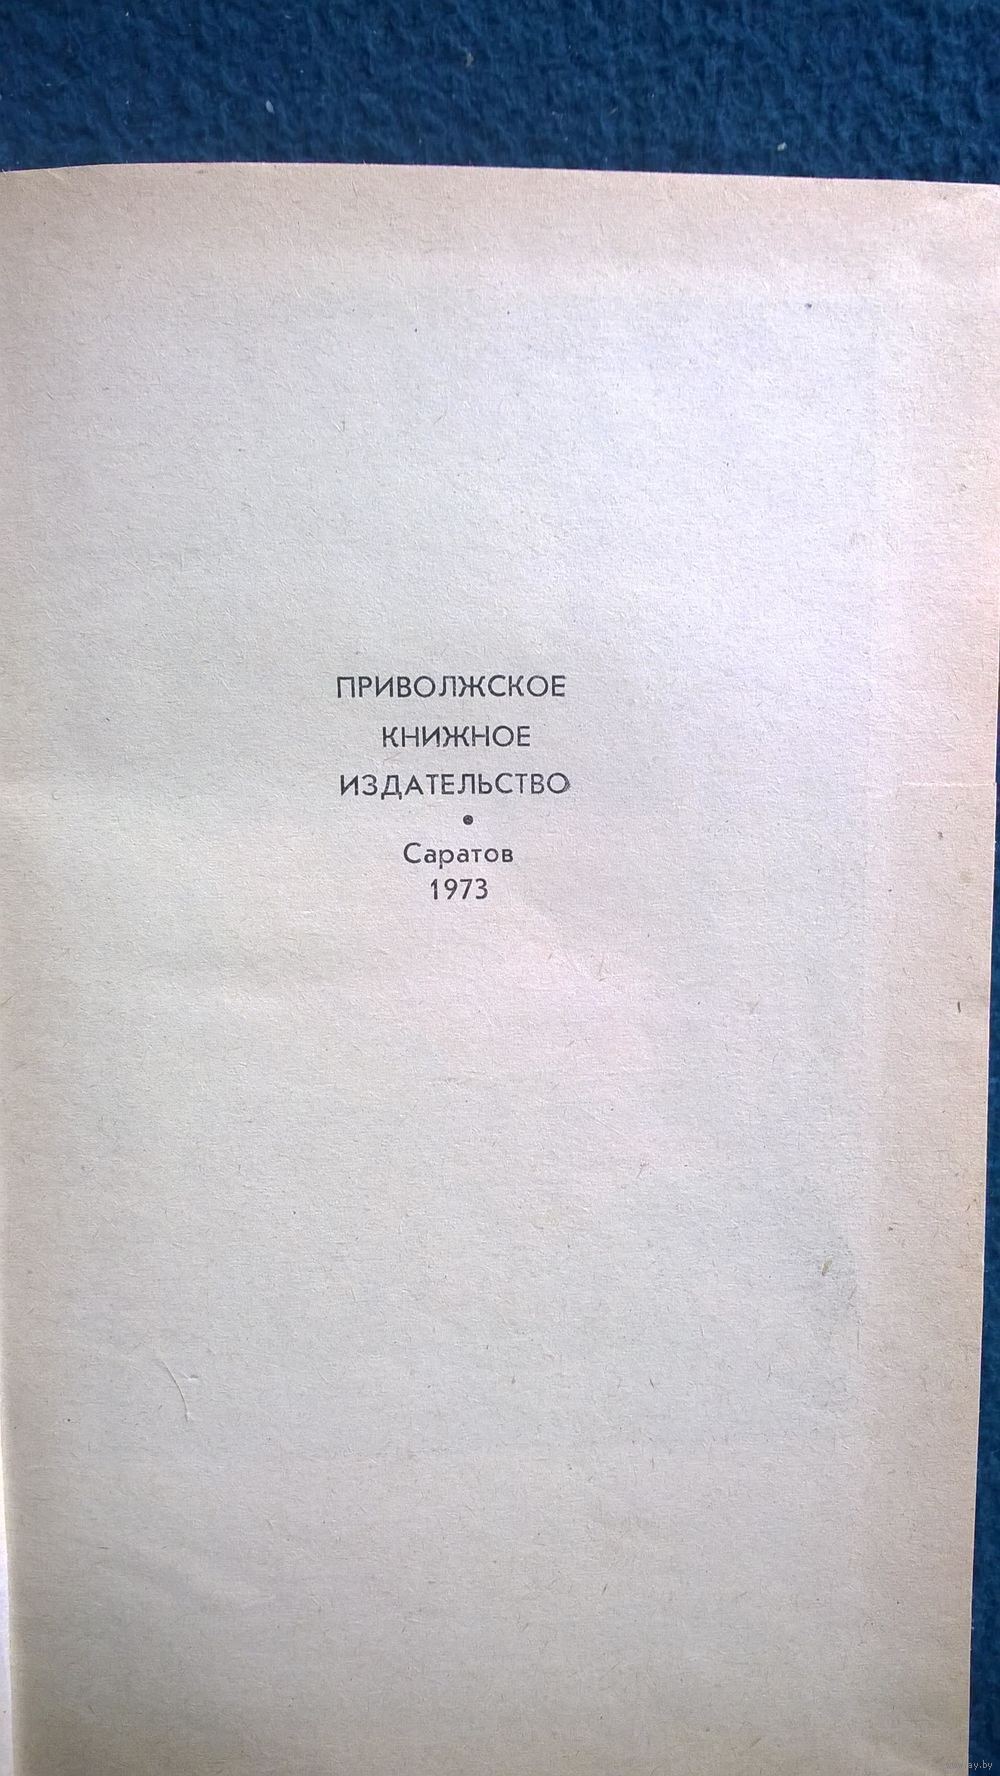 ПРИВОЛЖСКОЕ
КНИЖНОЕ
ИЗДАТЕЛЬСТВО
•
Саратов
1973